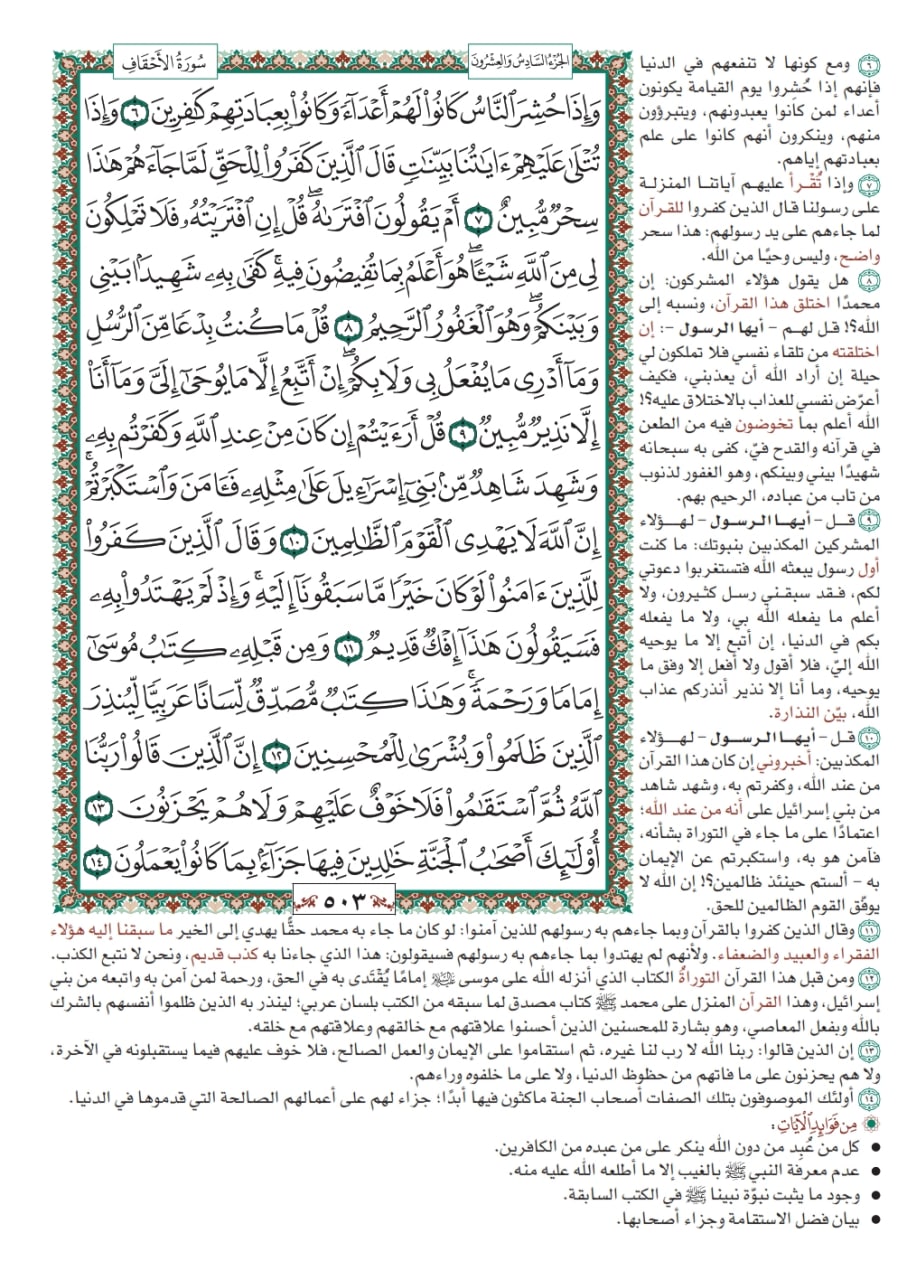 الجزء السادس والعشرون
سورة الأحقاف
وَإِذَا حُشِرَ ٱلنَّاسُ كَانُوا۟ لَهُمْ أَعْدَآءً وَكَانُوا۟ بِعِبَادَتِهِمْ كَٰفِرِينَ ٦ وَإِذَا
تُتْلَىٰ عَلَيْهِمْ ءَايَٰتُنَا بَيِّنَٰتٍ قَالَ ٱلَّذِينَ كَفَرُوا۟ لِلْحَقِّ لَمَّا جَآءَهُمْ هَٰذَا
سِحْرٌ مُّبِينٌ ٧ أَمْ يَقُولُونَ ٱفْتَرَىٰهُ ۖ قُلْ إِنِ ٱفْتَرَيْتُهُۥ فَلَا تَمْلِكُونَ
لِى مِنَ ٱللَّهِ شَيْـًٔا ۖ هُوَ أَعْلَمُ بِمَا تُفِيضُونَ فِيهِ ۖ كَفَىٰ بِهِۦ شَهِيدًۢا بَيْنِى
وَبَيْنَكُمْ ۖ وَهُوَ ٱلْغَفُورُ ٱلرَّحِيمُ ٨ قُلْ مَا كُنتُ بِدْعًا مِّنَ ٱلرُّسُلِ
وَمَآ أَدْرِى مَا يُفْعَلُ بِى وَلَا بِكُمْ ۖ إِنْ أَتَّبِعُ إِلَّا مَا يُوحَىٰٓ إِلَىَّ وَمَآ أَنَا۠
إِلَّا نَذِيرٌ مُّبِينٌ ٩ قُلْ أَرَءَيْتُمْ إِن كَانَ مِنْ عِندِ ٱللَّهِ وَكَفَرْتُم بِهِۦ
وَشَهِدَ شَاهِدٌ مِّنۢ بَنِىٓ إِسْرَٰٓءِيلَ عَلَىٰ مِثْلِهِۦ فَـَٔامَنَ وَٱسْتَكْبَرْتُمْ ۚ
إِنَّ ٱللَّهَ لَا يَهْدِى ٱلْقَوْمَ ٱلظَّٰلِمِينَ ١٠ وَقَالَ ٱلَّذِينَ كَفَرُوا۟
لِلَّذِينَ ءَامَنُوا۟ لَوْ كَانَ خَيْرًا مَّا سَبَقُونَآ إِلَيْهِ ۚ وَإِذْ لَمْ يَهْتَدُوا۟ بِهِۦ
فَسَيَقُولُونَ هَٰذَآ إِفْكٌ قَدِيمٌ ١١ وَمِن قَبْلِهِۦ كِتَٰبُ مُوسَىٰٓ
إِمَامًا وَرَحْمَةً ۚ وَهَٰذَا كِتَٰبٌ مُّصَدِّقٌ لِّسَانًا عَرَبِيًّا لِّيُنذِرَ
ٱلَّذِينَ ظَلَمُوا۟ وَبُشْرَىٰ لِلْمُحْسِنِينَ ١٢ إِنَّ ٱلَّذِينَ قَالُوا۟ رَبُّنَا
ٱللَّهُ ثُمَّ ٱسْتَقَٰمُوا۟ فَلَا خَوْفٌ عَلَيْهِمْ وَلَا هُمْ يَحْزَنُونَ ١٣
أُو۟لَٰٓئِكَ أَصْحَٰبُ ٱلْجَنَّةِ خَٰلِدِينَ فِيهَا جَزَآءًۢ بِمَا كَانُوا۟ يَعْمَلُونَ ١٤
٥٠٣
٦ ومع كونها لا تنفعهم في الدنيا
فإنهم إذا حُشروا يوم القيامة يكونون
أعداء لمن كانوا يعبدونهم، ويتبرؤون
منهم، وينكرون أنهم كانوا على علم
بعبادتهم إياهم.
٧ وإذا تُقْرأ عليهم آياتنا المنزلة
على رسولنا قال الذين كفروا للقرآن
لما جاءهم على يد رسولهم: هذا سحر
واضح، وليس وحيًا من الله.
٨ هل يقول هؤلاء المشركون: إن
محمدًا اختلق هذا القرآن، ونسبه إلى
الله؟! قل لهم – أيها الرسول –: إن
اختلقته من تلقاء نفسي فلا تملكون لي
حيلة إن أراد الله أن يعذبني، فكيف
أعرّض نفسي للعذاب بالاختلاق عليه؟!
الله أعلم بما تخوضون فيه من الطعن
في قرآنه والقدح فيّ، كفى به سبحانه
شهيدًا بيني وبينكم، وهو الغفور لذنوب
من تاب من عباده، الرحيم بهم.
٩ قل – أيها الرسول – لهؤلاء
المشركين المكذبين بنبوتك: ما كنت
أول رسول يبعثه الله فتستغربوا دعوتي
لكم، فقد سبقني رسل كثيرون، ولا
أعلم ما يفعله الله بي، ولا ما يفعله
بكم في الدنيا، إن أتبع إلا ما يوحيه
الله إليّ، فلا أقول ولا أفعل إلا وفق ما
يوحيه، وما أنا إلا نذير أنذركم عذاب
الله، بيّن النذارة.
١٠ قل – أيها الرسول – لهؤلاء
المكذبين: أخبروني إن كان هذا القرآن
من عند الله، وكفرتم به، وشهد شاهد
من بني إسرائيل على أنه من عند الله؛
اعتمادًا على ما جاء في التوراة بشأنه،
فآمن هو به، واستكبرتم عن الإيمان
به – ألستم حينئذ ظالمين؟! إن الله لا
يوفّق القوم الظالمين للحق.
١١ وقال الذين كفروا بالقرآن وبما جاءهم به رسولهم للذين آمنوا: لو كان ما جاء به محمد حقًّا يهدي إلى الخير ما سبقنا إليه هؤلاء
الفقراء والعبيد والضعفاء. ولأنهم لم يهتدوا بما جاءهم به رسولهم فسيقولون: هذا الذي جاءنا به كذب قديم، ونحن لا نتبع الكذب.
١٢ ومن قبل هذا القرآن التوراةُ الكتاب الذي أنزله الله على موسى ﷺ إمامًا يُقْتَدى به في الحق، ورحمة لمن آمن به واتبعه من بني
إسرائيل، وهذا القرآن المنزل على محمد ﷺ كتاب مصدق لما سبقه من الكتب بلسان عربي؛ لينذر به الذين ظلموا أنفسهم بالشرك
بالله وبفعل المعاصي، وهو بشارة للمحسنين الذين أحسنوا علاقتهم مع خالقهم وعلاقتهم مع خلقه.
١٣ إن الذين قالوا: ربنا الله لا رب لنا غيره، ثم استقاموا على الإيمان والعمل الصالح، فلا خوف عليهم فيما يستقبلونه في الآخرة،
ولا هم يحزنون على ما فاتهم من حظوظ الدنيا، ولا على ما خلفوه وراءهم.
١٤ أولئك الموصوفون بتلك الصفات أصحاب الجنة ماكثون فيها أبدًا؛ جزاء لهم على أعمالهم الصالحة التي قدموها في الدنيا.
من فوائد الآيات:
• كل من عُبِد من دون الله ينكر على من عبده من الكافرين.
• عدم معرفة النبي ﷺ بالغيب إلا ما أطلعه الله عليه منه.
• وجود ما يثبت نبوّة نبينا ﷺ في الكتب السابقة.
• بيان فضل الاستقامة وجزاء أصحابها.